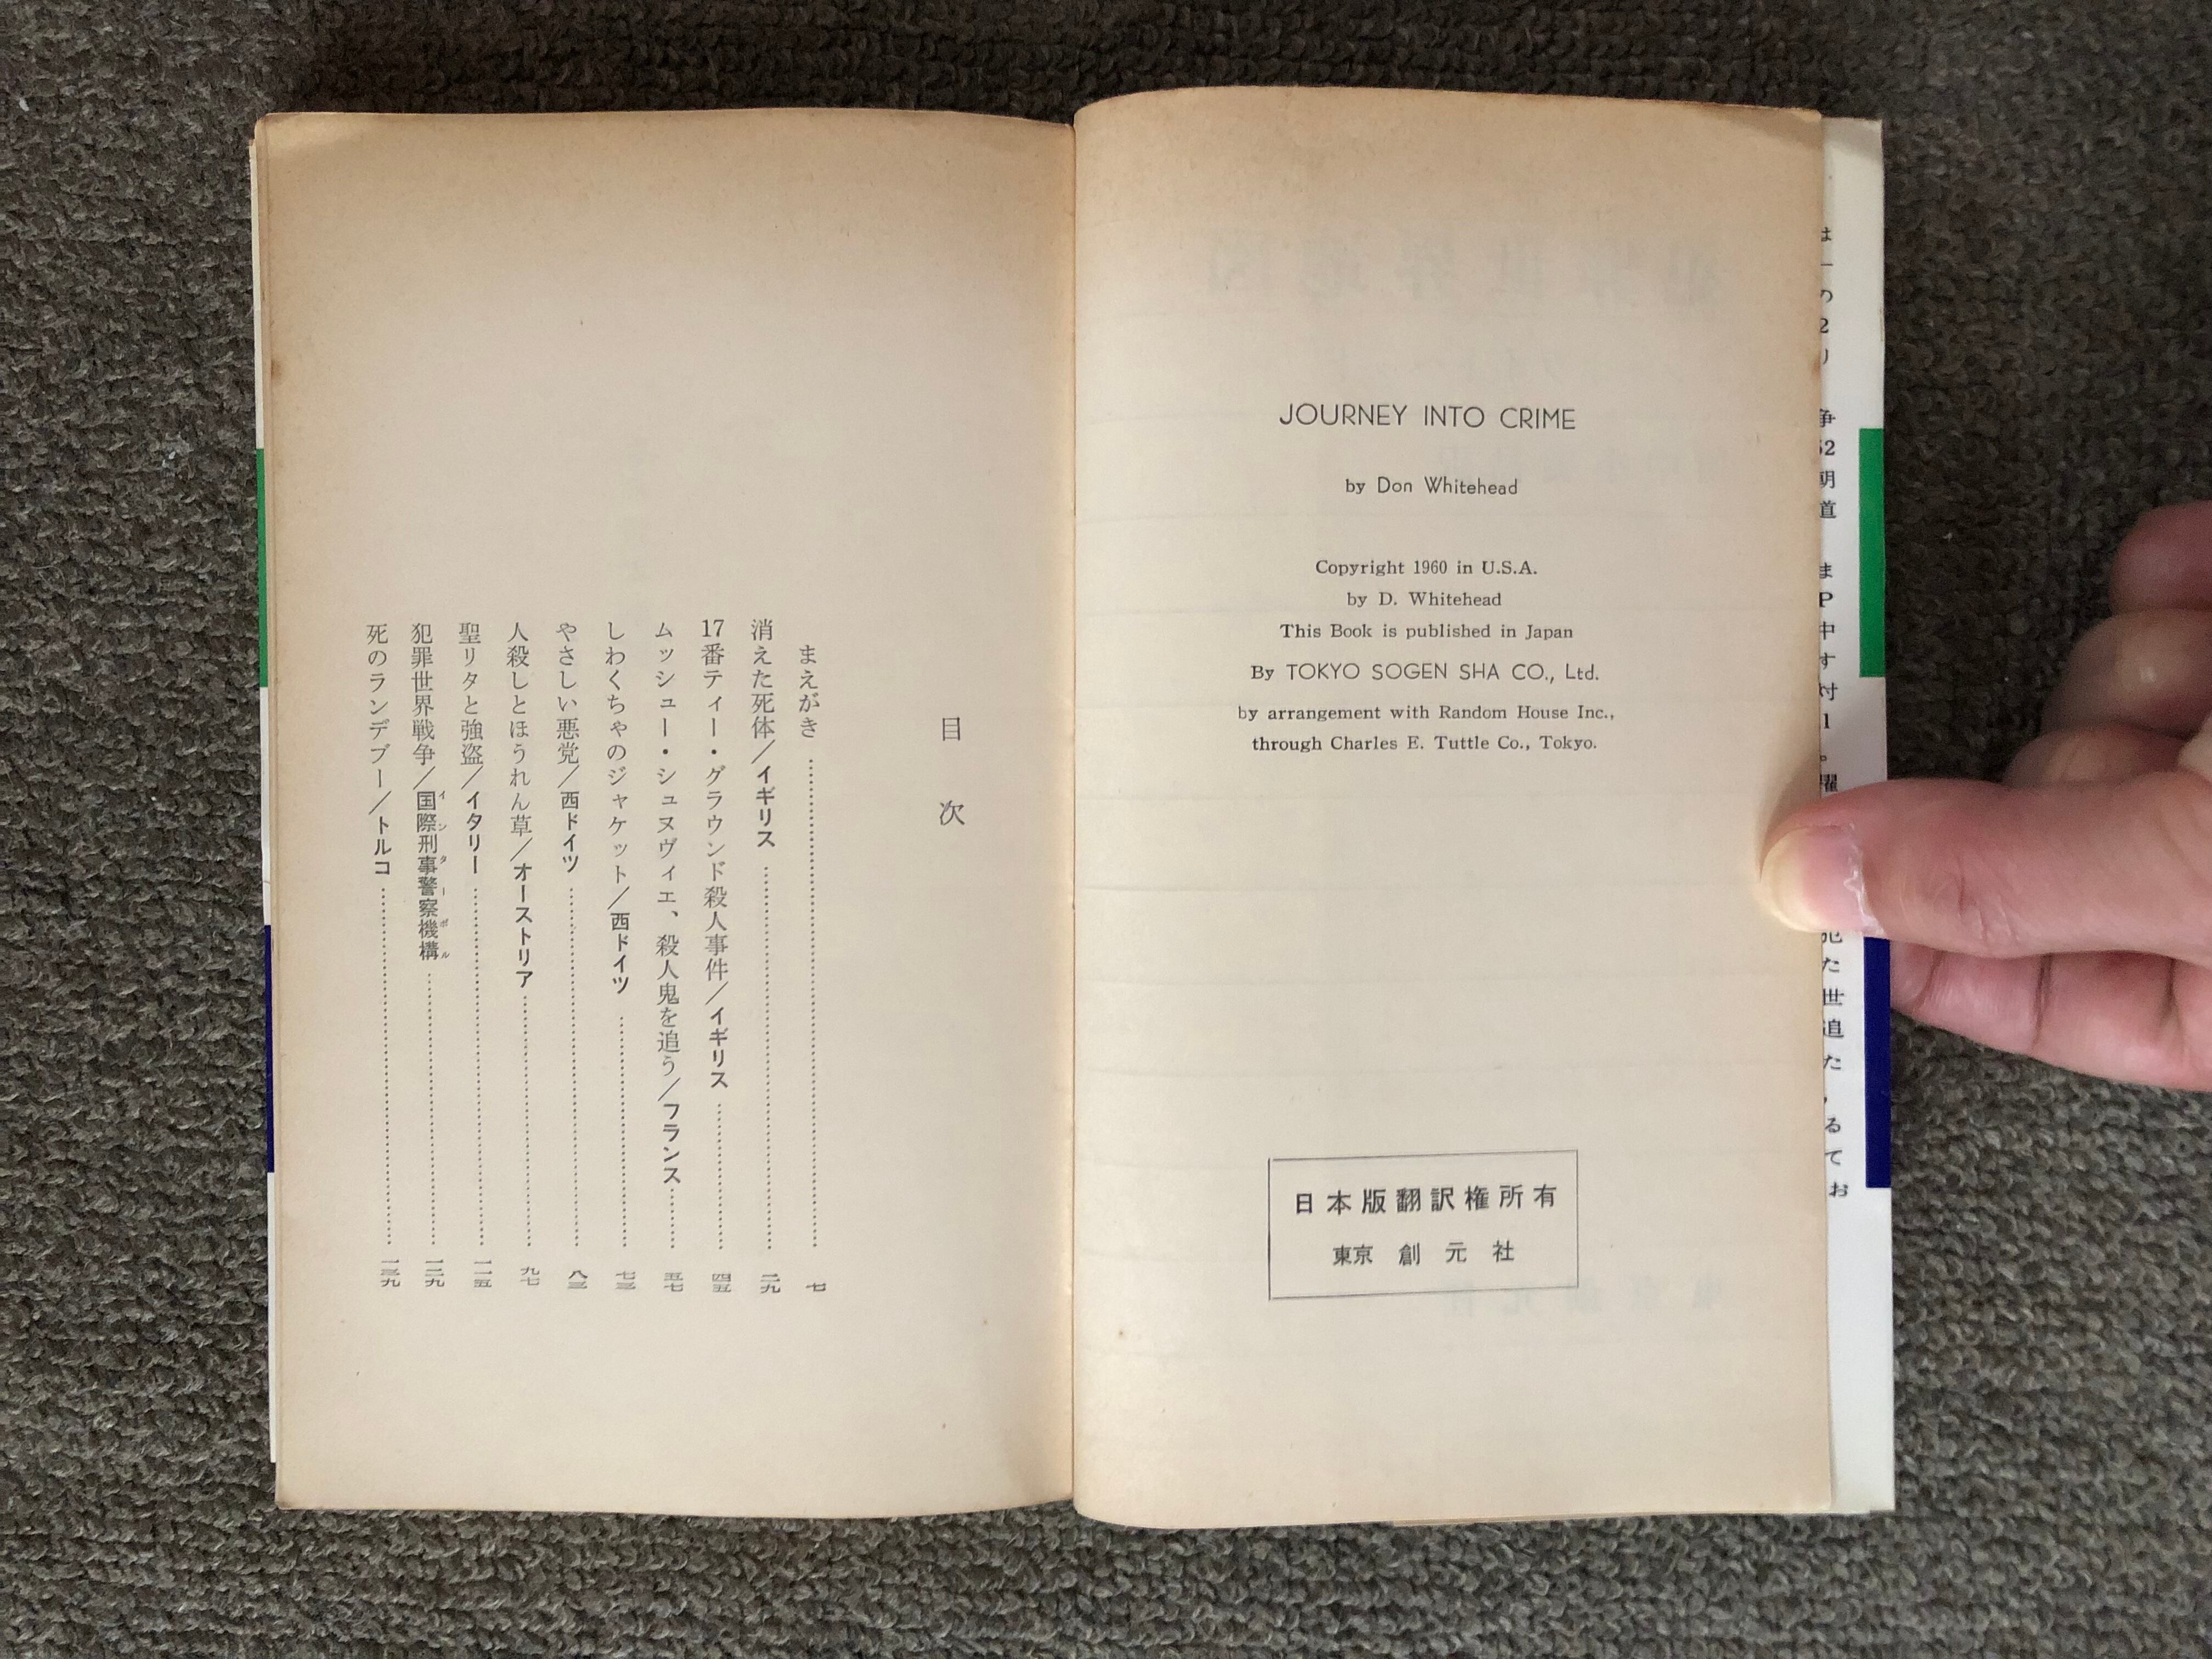 JOURNEY INTO CRIME
by Don Whitehead
Copyright 1960 in U.S.A.
by D. Whitehead
This Book is published in Japan
By TOKYO SOGEN SHA CO., Ltd.
by arrangement with Random House Inc.,
through Charles E. Tuttle Co., Tokyo.
日本版翻訳権所有
東京 創元社
目次
まえがき……七
消えた死体/イギリス……二九
17番ティー・グラウンド殺人事件/イギリス……四五
ムッシュー・シュヌヴィエ、殺人鬼を追う/フランス……五七
しわくちゃのジャケット/西ドイツ……七三
やさしい悪党/西ドイツ……八三
人殺しとほうれん草/オーストリア……九七
聖リタと強盗/イタリー……一一五
犯罪世界戦争/国際刑事警察機構……一二九
インターポール
死のランデブー/トルコ……一三九